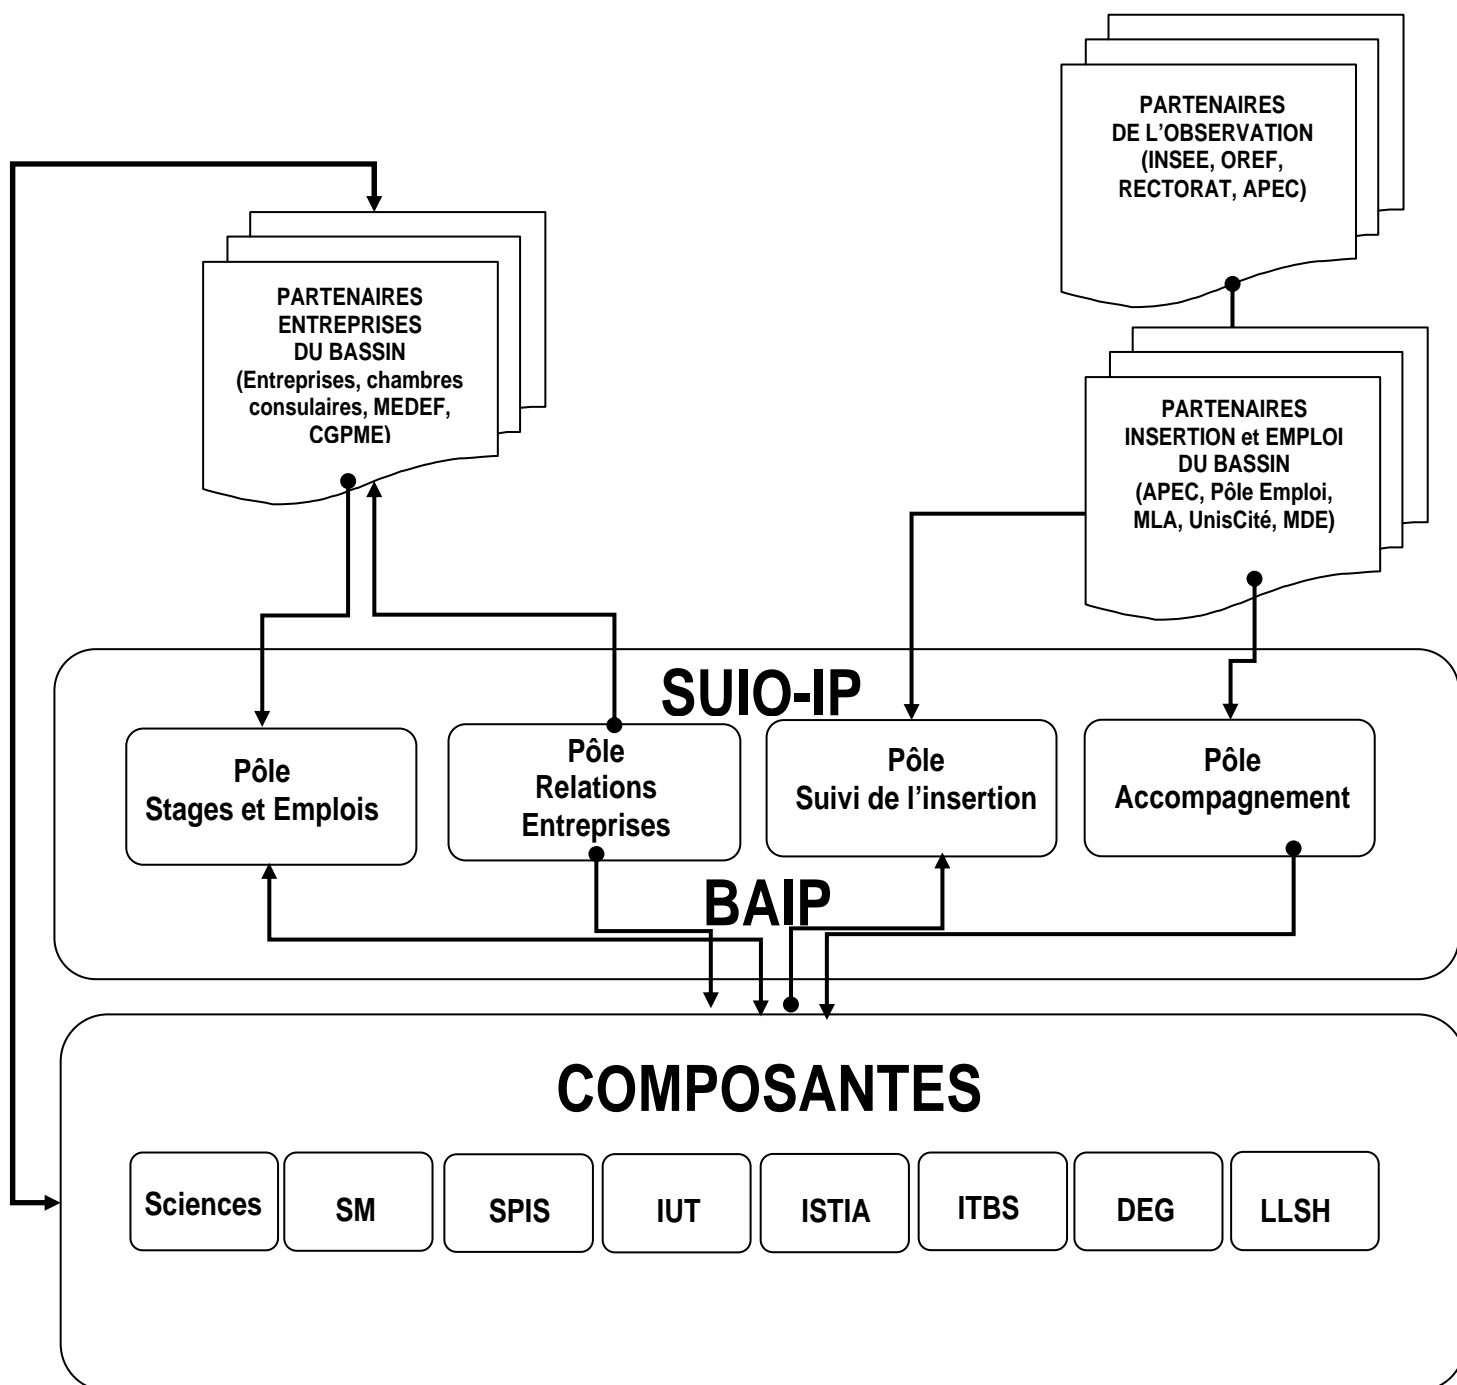 PARTENAIRES
DE L’OBSERVATION
(INSEE, OREF,
RECTORAT, APEC)
PARTENAIRES
ENTREPRISES
DU BASSIN
(Entreprises, chambres
consulaires, MEDEF,
CGPME)
PARTENAIRES
INSERTION et EMPLOI
DU BASSIN
(APEC, Pôle Emploi,
MLA, UnisCité, MDE)
SUIO-IP
Pôle
Stages et Emplois
Pôle
Relations
Entreprises
Pôle
Suivi de l’insertion
Pôle
Accompagnement
BAIP
COMPOSANTES
Sciences
SM
SPIS
IUT
ISTIA
ITBS
DEG
LLSH